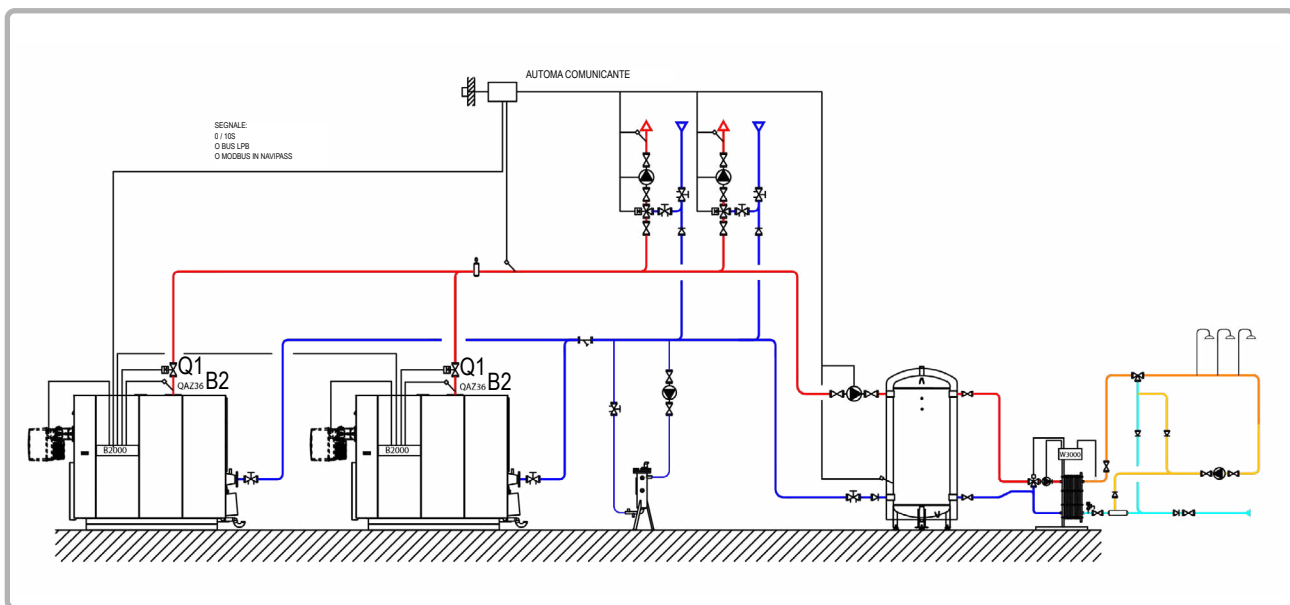 AUTOMA COMUNICANTE
SEGNALE:
0 / 10S
O BUS LPB
O MODBUS IN NAVIPASS
Q1
QAZ36 B2
Q1
QAZ36 B2
B2000
B2000
W3000